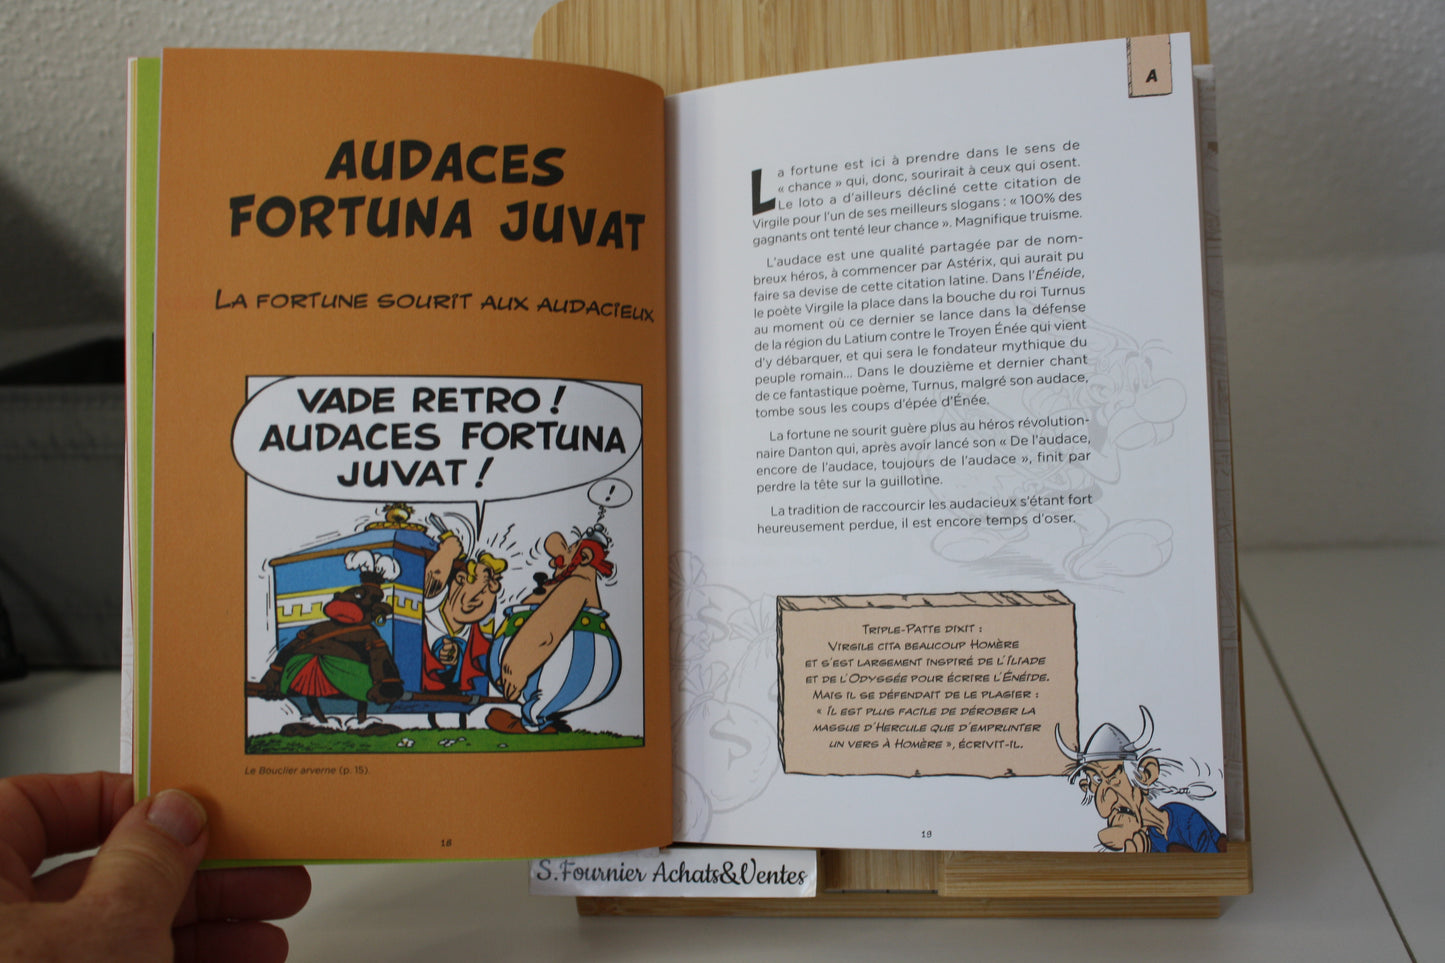 AUDACES
FORTUNA JUVAT
LA FORTUNE SOURIT AUX AUDACIEUX
VADE RETRO !
AUDACES FORTUNA
JUVAT !
!
Le Bouclier arverne (p. 15).
18
A
La fortune est ici à prendre dans le sens de
« chance » qui, donc, sourirait à ceux qui osent.
Le loto a d'ailleurs décliné cette citation de
Virgile pour l'un de ses meilleurs slogans : « 100% des
gagnants ont tenté leur chance ». Magnifique truisme.
L'audace est une qualité partagée par de nom-
breux héros, à commencer par Astérix, qui aurait pu
faire sa devise de cette citation latine. Dans l'Énéide,
le poète Virgile la place dans la bouche du roi Turnus
au moment où ce dernier se lance dans la défense
de la région du Latium contre le Troyen Énée qui vient
d'y débarquer, et qui sera le fondateur mythique du
peuple romain... Dans le douzième et dernier chant
de ce fantastique poème, Turnus, malgré son audace,
tombe sous les coups d'épée d'Énée.
La fortune ne sourit guère plus au héros révolution-
naire Danton qui, après avoir lancé son « De l'audace,
encore de l'audace, toujours de l'audace », finit par
perdre la tête sur la guillotine.
La tradition de raccourcir les audacieux s'étant fort
heureusement perdue, il est encore temps d'oser.
TRIPLE-PATTE DIXIT :
VIRGILE CITA BEAUCOUP HOMÈRE
ET S'EST LARGEMENT INSPIRÉ DE L'ILIADE
ET DE L'ODYSSÉE POUR ÉCRIRE L'ENÉIDE.
MAIS IL SE DÉFENDAIT DE LE PLAGIER :
« IL EST PLUS FACILE DE DÉROBER LA
MASSUE D'HERCULE QUE D'EMPRUNTER
UN VERS À HOMÈRE », ÉCRIVIT-IL.
19
S.Fournier Achats&Ventes